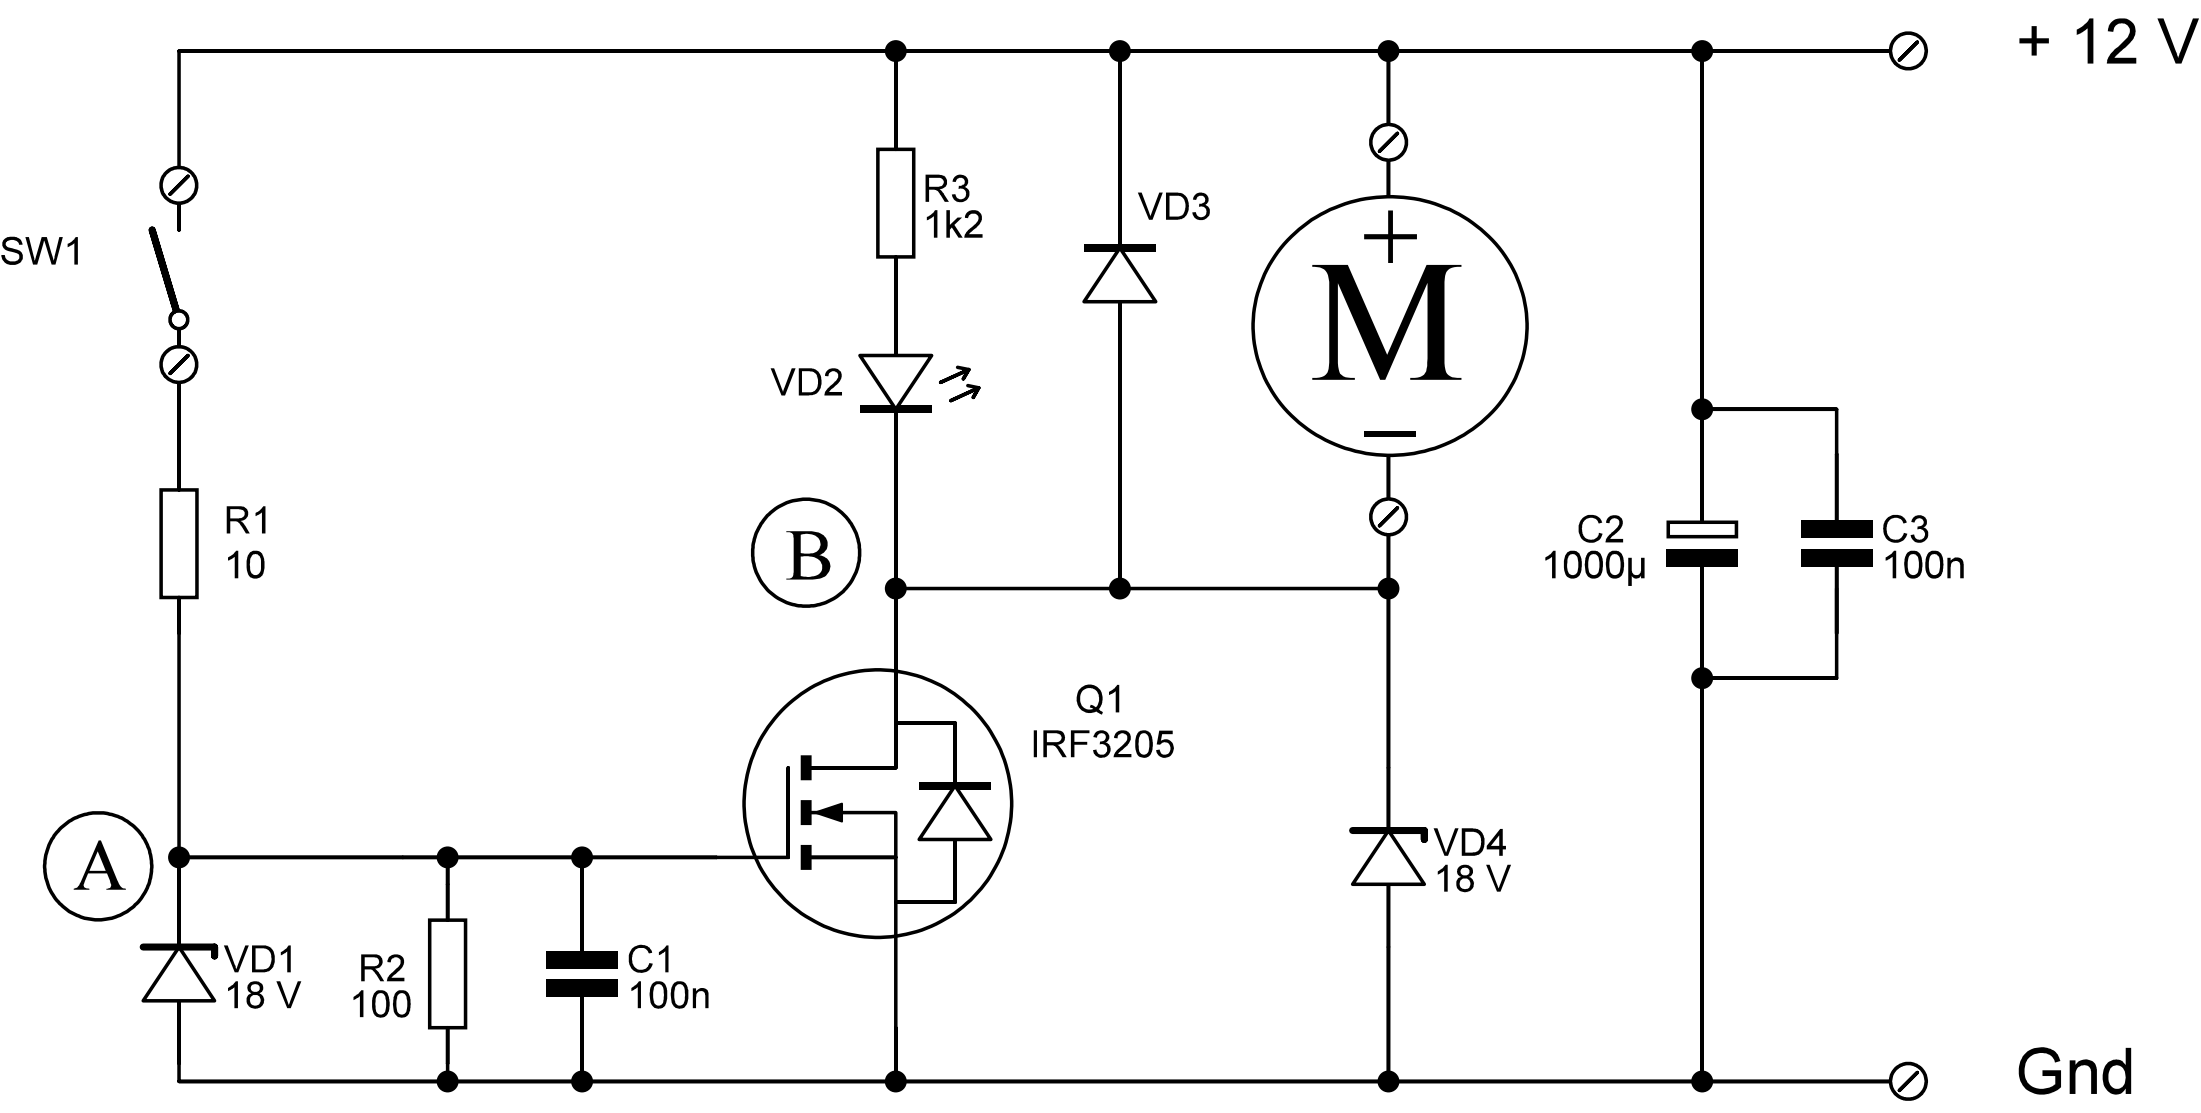 + 12 V
SW1
R3
1k2
VD3
+
M
−
VD2
R1
10
B
C2
1000µ
C3
100n
Q1
IRF3205
A
VD1
18 V
R2
100
C1
100n
VD4
18 V
Gnd